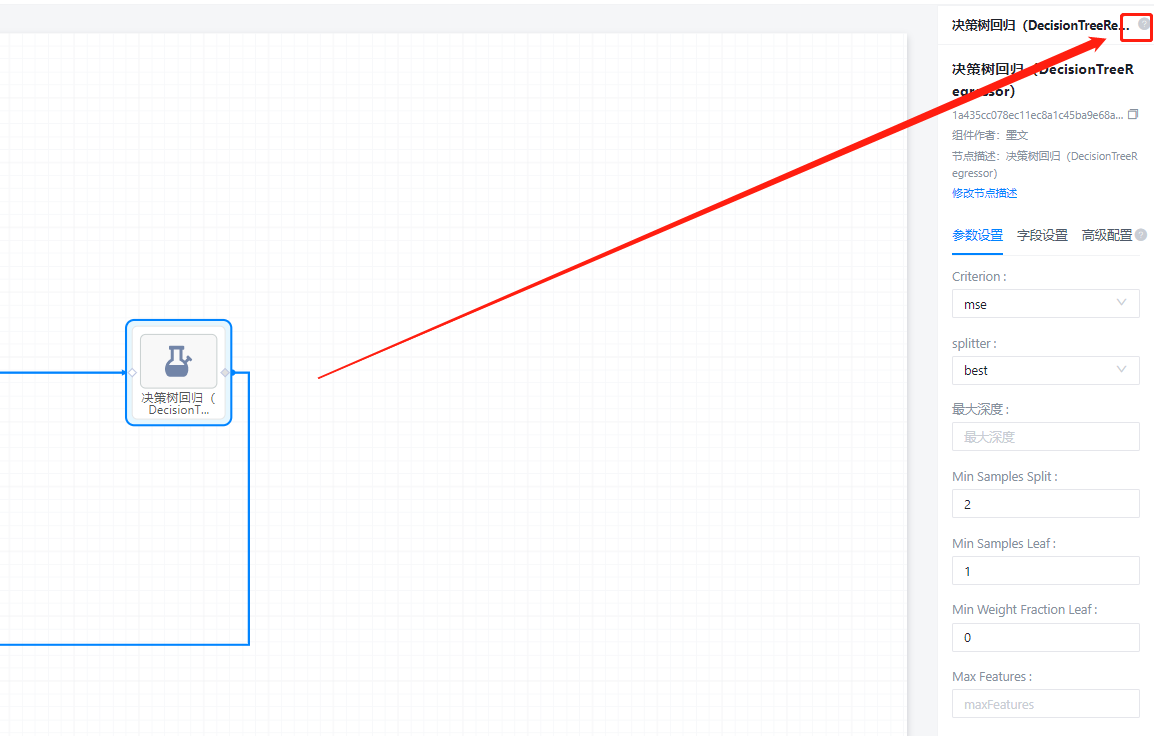 决策树回归（DecisionTreeRe...
决策树回归（DecisionTreeR
egressor）
1a435cc078ec11ec8a1c45ba9e68a...
组件作者：墨文
节点描述：决策树回归（DecisionTreeR
egressor）
修改节点描述
参数设置 字段设置 高级配置
Criterion :
mse
splitter :
best
最大深度 :
最大深度
Min Samples Split :
2
Min Samples Leaf :
1
Min Weight Fraction Leaf :
0
Max Features :
maxFeatures
决策树回归（
DecisionT...